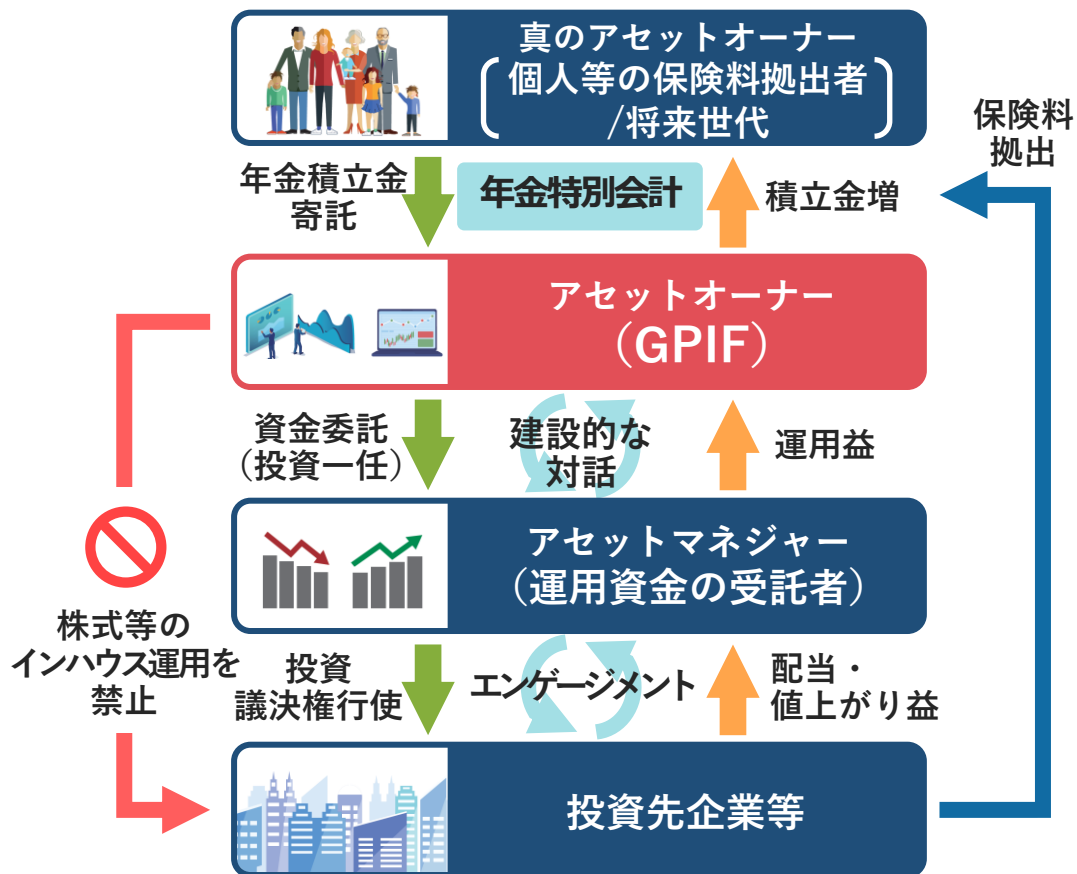 真のアセットオーナー
個人等の保険料拠出者
/将来世代
保険料
拠出
年金積立金
寄託
年金特別会計
積立金増
アセットオーナー
(GPIF)
資金委託
(投資一任)
建設的な
対話
運用益
アセットマネジャー
(運用資金の受託者)
株式等の
インハウス運用を
禁止
投資
議決権行使
エンゲージメント
配当・
値上がり益
投資先企業等